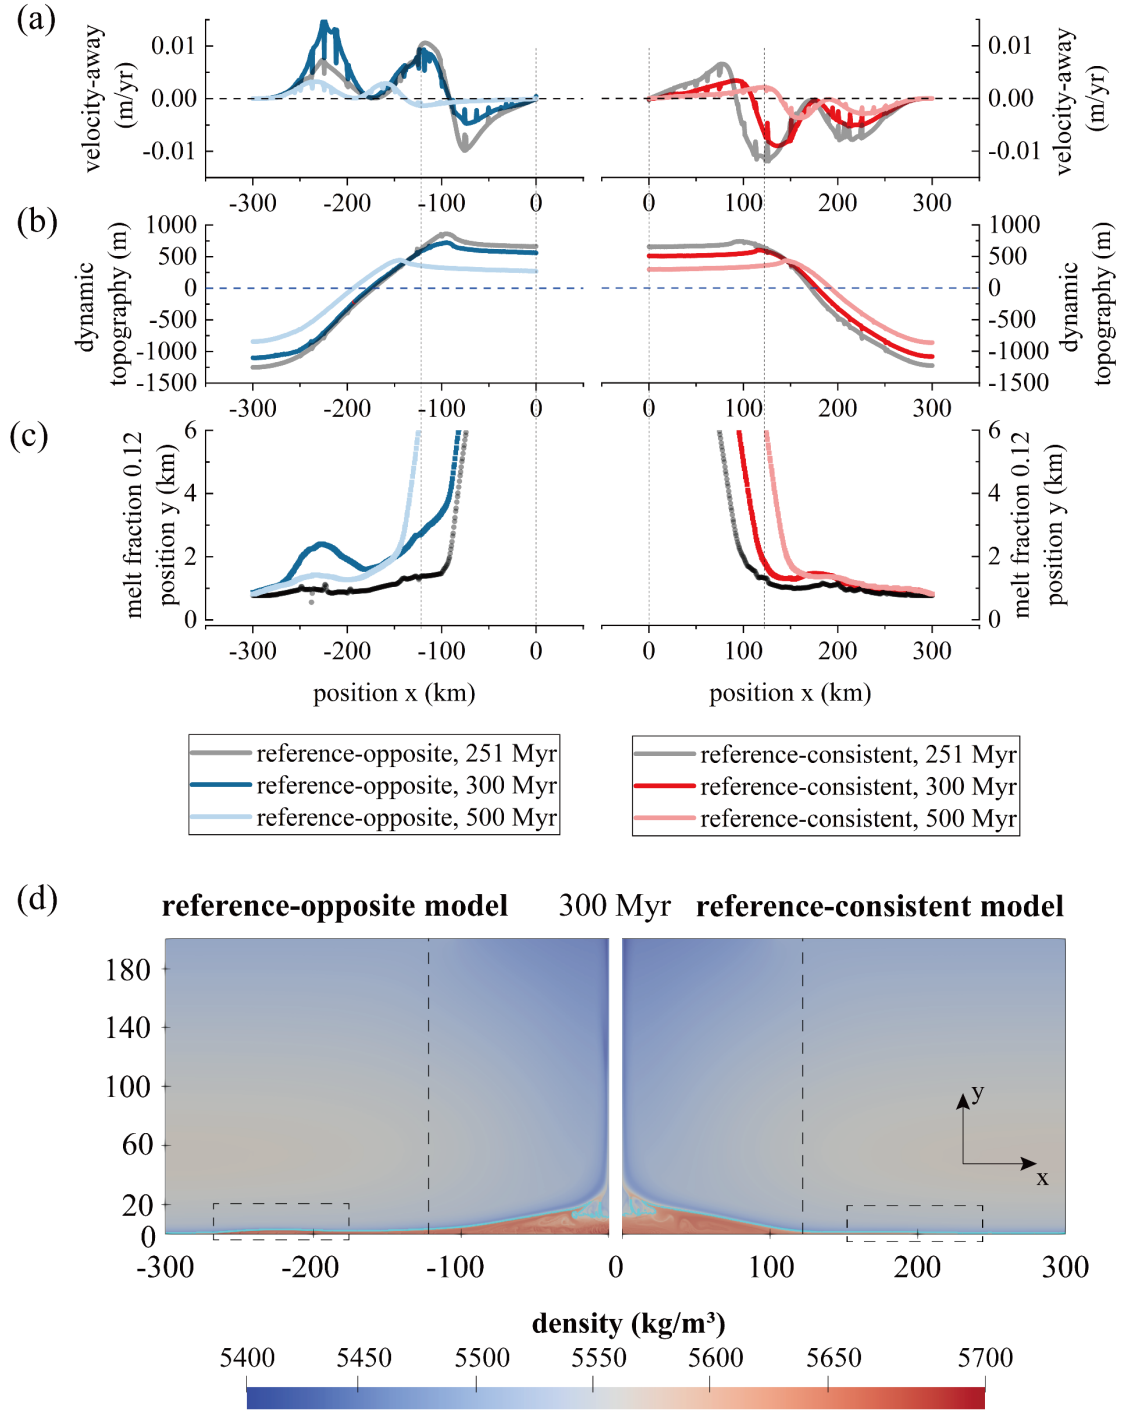 (a)
velocity-away
(m/yr)
0.01
0.00
-0.01
-300 -200 -100 0
0 100 200 300
0.01
0.00
-0.01
velocity-away
(m/yr)
(b)
dynamic
topography (m)
1000
500
0
-500
-1000
-1500
-300 -200 -100 0
0 100 200 300
1000
500
0
-500
-1000
-1500
dynamic
topography (m)
(c)
melt fraction 0.12
position y (km)
6
4
2
0
-300 -200 -100 0
position x (km)
0 100 200 300
position x (km)
6
4
2
0
melt fraction 0.12
position y (km)
reference-opposite, 251 Myr
reference-opposite, 300 Myr
reference-opposite, 500 Myr
reference-consistent, 251 Myr
reference-consistent, 300 Myr
reference-consistent, 500 Myr
(d)
reference-opposite model 300 Myr reference-consistent model
180
140
100
60
20
0
y
x
-300 -200 -100 0 100 200 300
density (kg/m³)
5400 5450 5500 5550 5600 5650 5700